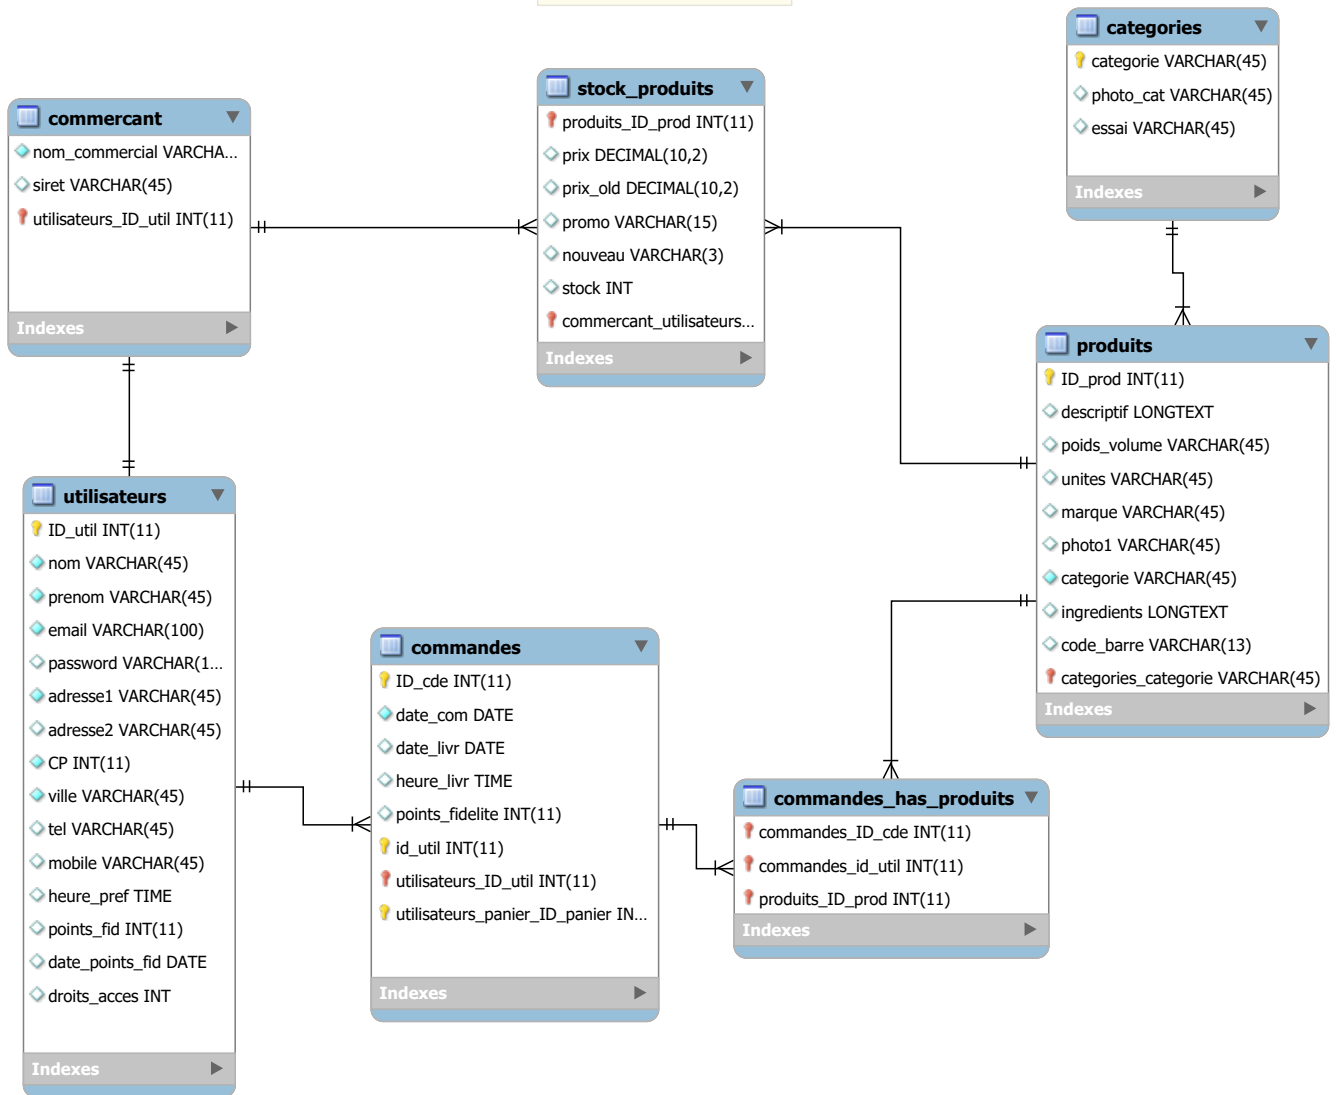 categories
categorie VARCHAR(45)
photo_cat VARCHAR(45)
essai VARCHAR(45)
Indexes
stock_produits
produits_ID_prod INT(11)
prix DECIMAL(10,2)
prix_old DECIMAL(10,2)
promo VARCHAR(15)
nouveau VARCHAR(3)
stock INT
commercant_utilisateurs...
Indexes
commercant
nom_commercial VARCHA...
siret VARCHAR(45)
utilisateurs_ID_util INT(11)
Indexes
produits
ID_prod INT(11)
descriptif LONGTEXT
poids_volume VARCHAR(45)
unites VARCHAR(45)
marque VARCHAR(45)
photo1 VARCHAR(45)
categorie VARCHAR(45)
ingredients LONGTEXT
code_barre VARCHAR(13)
categories_categorie VARCHAR(45)
Indexes
utilisateurs
ID_util INT(11)
nom VARCHAR(45)
prenom VARCHAR(45)
email VARCHAR(100)
password VARCHAR(1...
adresse1 VARCHAR(45)
adresse2 VARCHAR(45)
CP INT(11)
ville VARCHAR(45)
tel VARCHAR(45)
mobile VARCHAR(45)
heure_pref TIME
points_fid INT(11)
date_points_fid DATE
droits_acces INT
Indexes
commandes
ID_cde INT(11)
date_com DATE
date_livr DATE
heure_livr TIME
points_fidelite INT(11)
id_util INT(11)
utilisateurs_ID_util INT(11)
utilisateurs_panier_ID_panier IN...
Indexes
commandes_has_produits
commandes_ID_cde INT(11)
commandes_id_util INT(11)
produits_ID_prod INT(11)
Indexes